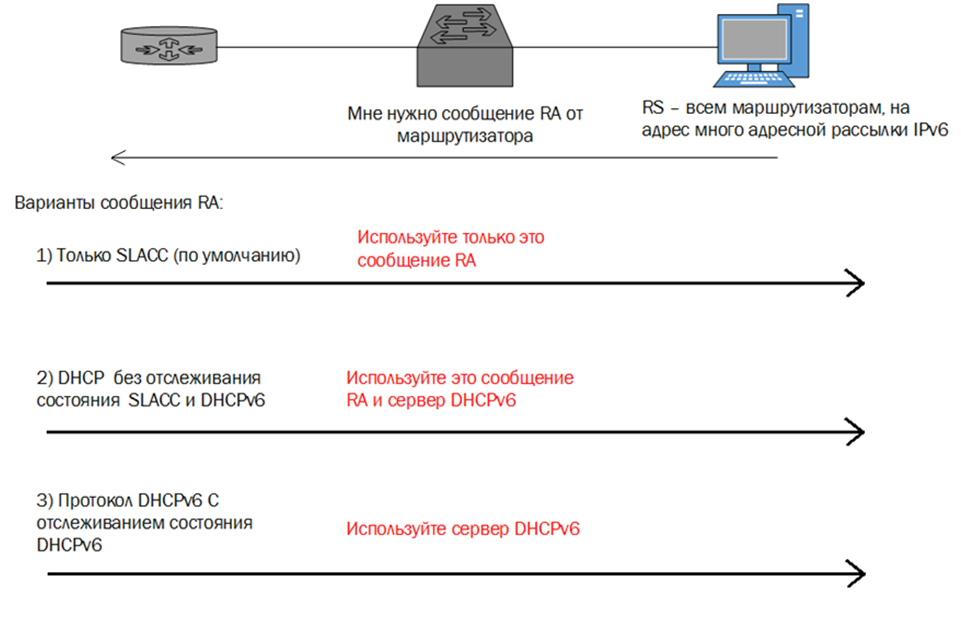 Мне нужно сообщение RA от
маршрутизатора
RS – всем маршрутизаторам, на
адрес много адресной рассылки IPv6
Варианты сообщения RA:
1) Только SLACC (по умолчанию)
Используйте только это
сообщение RA
2) DHCP без отслеживания
состояния SLACC и DHCPv6
Используйте это сообщение
RA и сервер DHCPv6
3) Протокол DHCPv6 С
отслеживанием состояния
DHCPv6
Используйте сервер DHCPv6